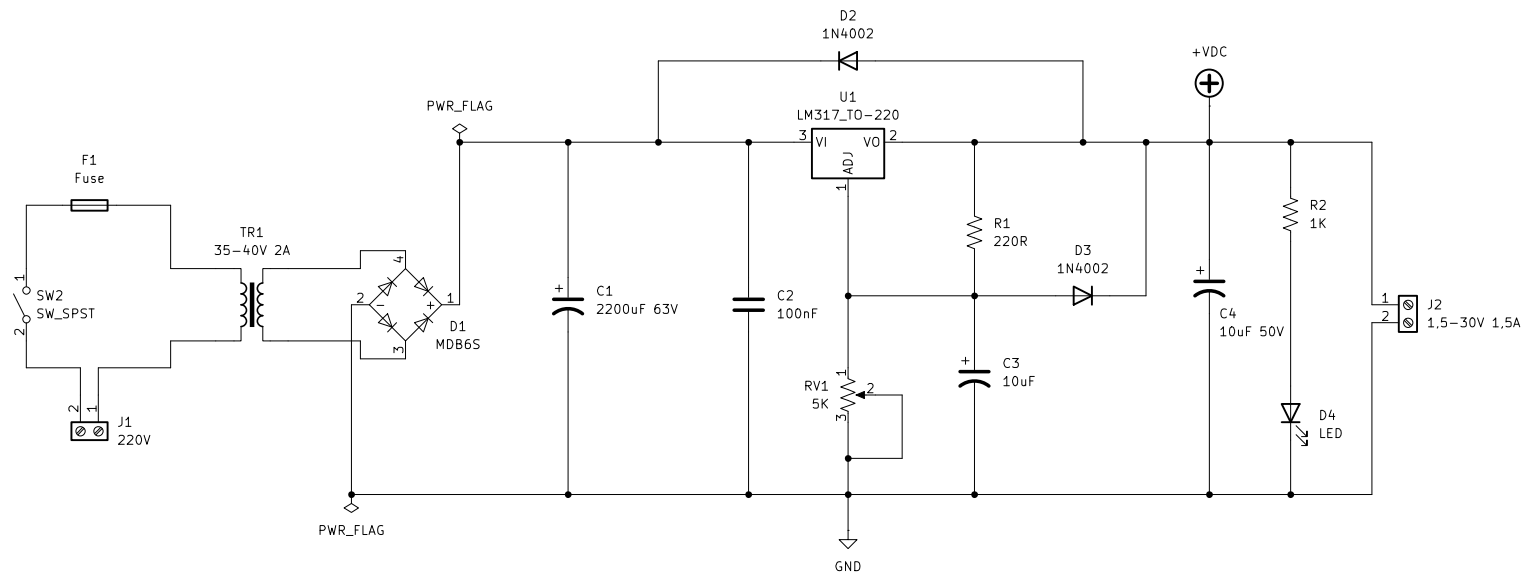 D2
1N4002
+VDC
U1
LM317_TO-220
PWR_FLAG
3
VI
VO
2
ADJ
1
F1
Fuse
TR1
35-40V 2A
R2
1K
R1
220R
D3
1N4002
4
2
-
+
1
3
D1
MDB6S
1
SW2
SW_SPST
2
+
C1
2200uF 63V
C2
100nF
+
C4
10uF 50V
1
2
J2
1,5-30V 1,5A
+
C3
10uF
1
RV1
5K
2
3
2
1
J1
220V
D4
LED
PWR_FLAG
GND